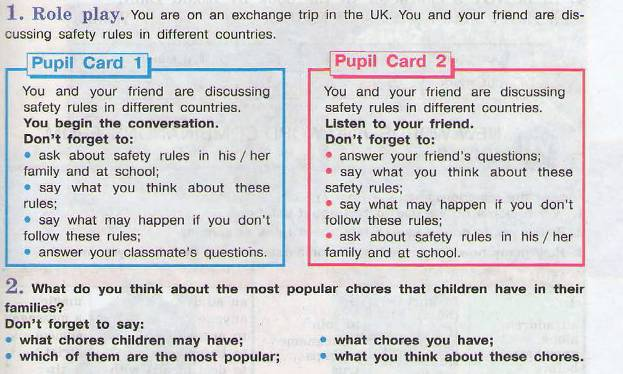 1. Role play. You are on an exchange trip in the UK. You and your friend are dis-
cussing safety rules in different countries.
Pupil Card 1
You and your friend are discussing
safety rules in different countries.
You begin the conversation.
Don't forget to:
• ask about safety rules in his / her
family and at school;
• say what you think about these
rules;
• say what may happen if you don't
follow these rules;
• answer your classmate's questions.
Pupil Card 2
You and your friend are discussing
safety rules in different countries.
Listen to your friend.
Don't forget to:
• answer your friend's questions;
• say what you think about these
safety rules;
• say what may happen if you don't
follow these rules;
• ask about safety rules in his / her
family and at school.
2. What do you think about the most popular chores that children have in their
families?
Don't forget to say:
• what chores children may have;
• which of them are the most popular;
• what chores you have;
• what you think about these chores.